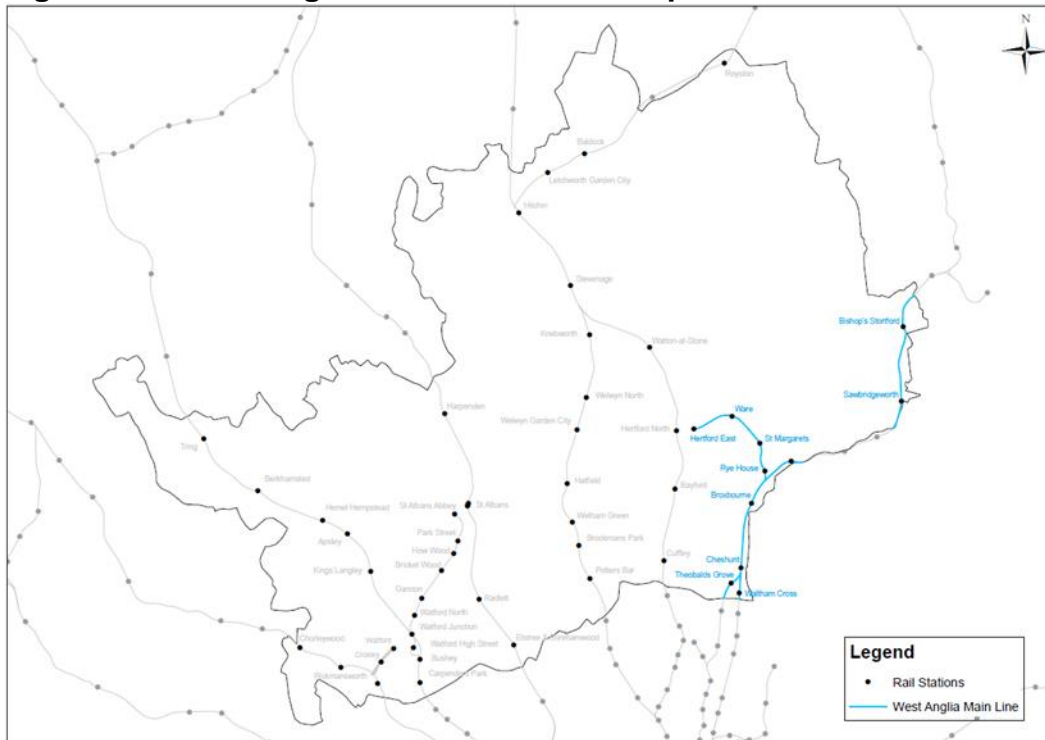 N
Royston
Baldock
Letchworth Garden City
Hitchin
Stevenage
Bishop's Stortford
Knebworth
Watton-at-Stone
Welwyn North
Sawbridgeworth
Harpenden
Ware
Welwyn Garden City
Hertford North
Hertford East
St Margarets
Tring
Rye House
Berkhamsted
Hatfield
Bayford
Broxbourne
Hemel Hempstead
St Albans Abbey
St Albans
Welham Green
Apsley
Park Street
Brookmans Park
How Wood
Cuffley
Cheshunt
Kings Langley
Bricket Wood
Potters Bar
Theobalds Grove
Garston
Radlett
Waltham Cross
Watford North
Watford Junction
Chorleywood
Watford
Watford High Street
Elstree & Borehamwood
Croxley
Bushey
Rickmansworth
Carpenders Park
Legend
Rail Stations
West Anglia Main Line